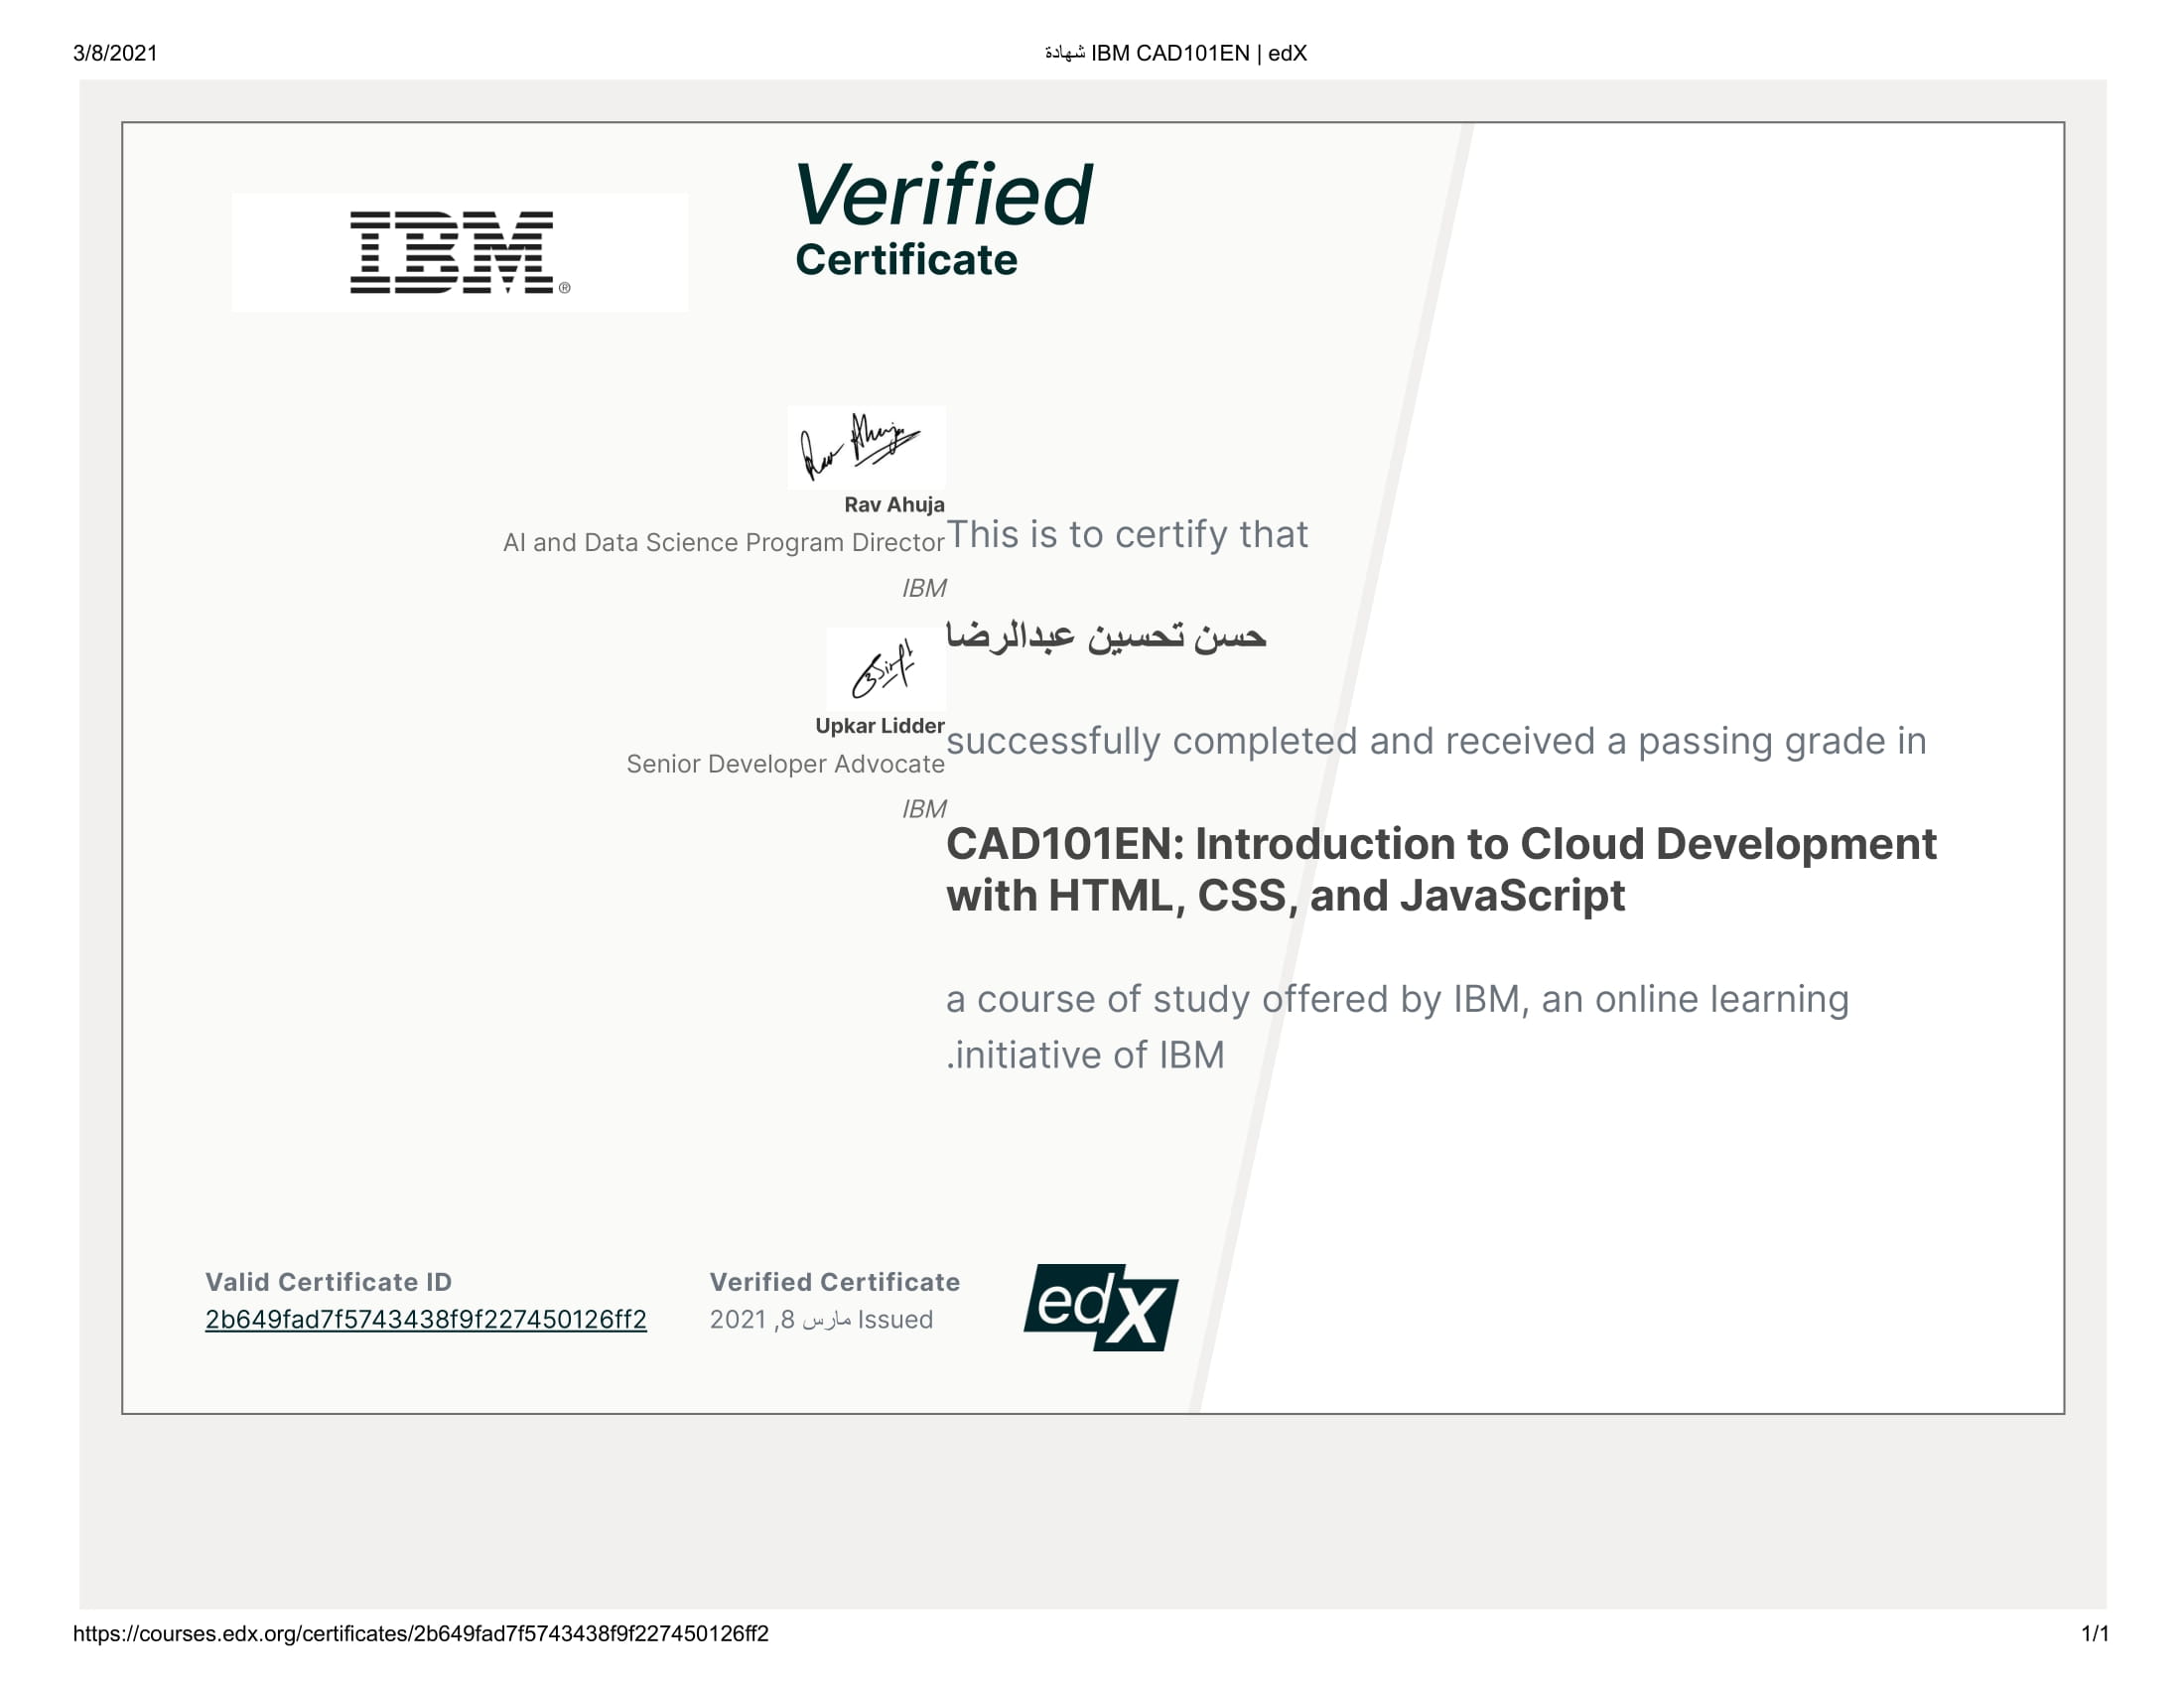 3/8/2021
شهادة IBM CAD101EN | edX
IBM®
Verified
Certificate
Rav Ahuja
Rav Ahuja
AI and Data Science Program Director
IBM
Upkar Lidder
Senior Developer Advocate
IBM
This is to certify that
حسن تحسين عبدالرضا
successfully completed and received a passing grade in
CAD101EN: Introduction to Cloud Development
with HTML, CSS, and JavaScript
a course of study offered by IBM, an online learning
.initiative of IBM
Valid Certificate ID
2b649fad7f5743438f9f227450126ff2
Verified Certificate
Issued مارس 8, 2021
edX
https://courses.edx.org/certificates/2b649fad7f5743438f9f227450126ff2
1/1